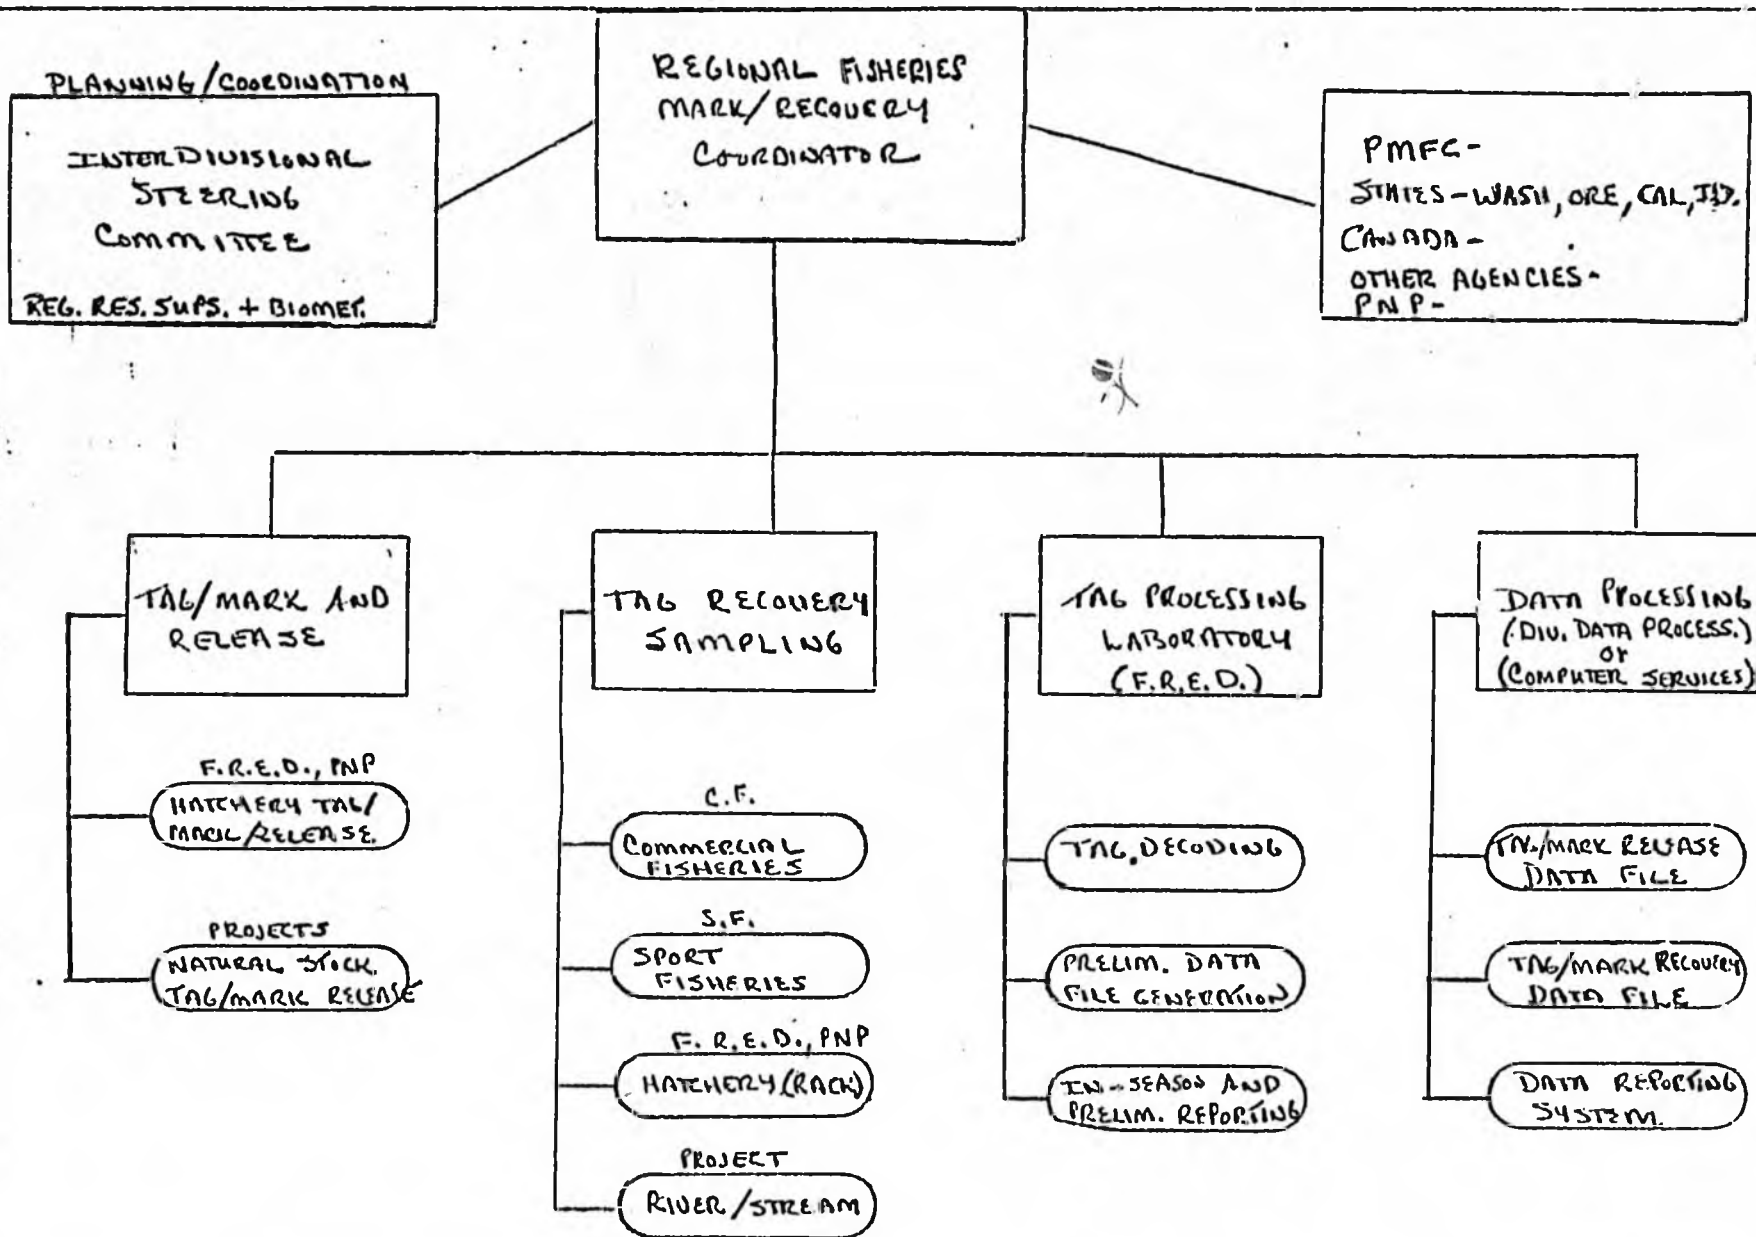 PLANNING/COORDINATION
INTERDIVISIONAL
STEERING
COMMITTEE
REG. RES. SUPS. + BIOMET.
REGIONAL FISHERIES
MARK/RECOVERY
COORDINATOR
PMFC-
STATES-WASH, ORE, CAL, ID.
CANADA-
OTHER AGENCIES-
PNP-
TAG/MARK AND
RELEASE
F.R.E.D., PNP
HATCHERY TAG/
MARK/RELEASE.
PROJECTS
NATURAL STOCK.
TAG/MARK RELEASE
TAG RECOVERY
SAMPLING
C.F.
COMMERCIAL
FISHERIES
S.F.
SPORT
FISHERIES
F.R.E.D., PNP
HATCHERY (RACK)
PROJECT
RIVER/STREAM
TAG PROCESSING
LABORATORY
(F.R.E.D.)
TAG DECODING
PRELIM. DATA
FILE GENERATION
IN-SEASON AND
PRELIM. REPORTING
DATA PROCESSING
(DIV. DATA PROCESS.)
or
(COMPUTER SERVICES)
TAG/MARK RELEASE
DATA FILE
TAG/MARK RECOVERY
DATA FILE
DATA REPORTING
SYSTEM.